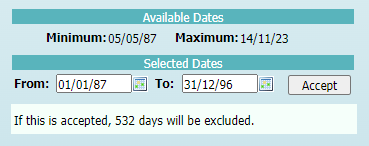 Available Dates
Minimum: 05/05/87 Maximum: 14/11/23
Selected Dates
From: 01/01/87 To: 31/12/96 Accept
If this is accepted, 532 days will be excluded.